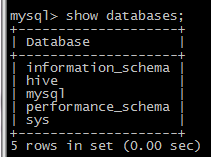 mysql> show databases;
+--------------------+
| Database           |
+--------------------+
| information_schema |
| hive               |
| mysql              |
| performance_schema |
| sys                |
+--------------------+
5 rows in set (0.00 sec)